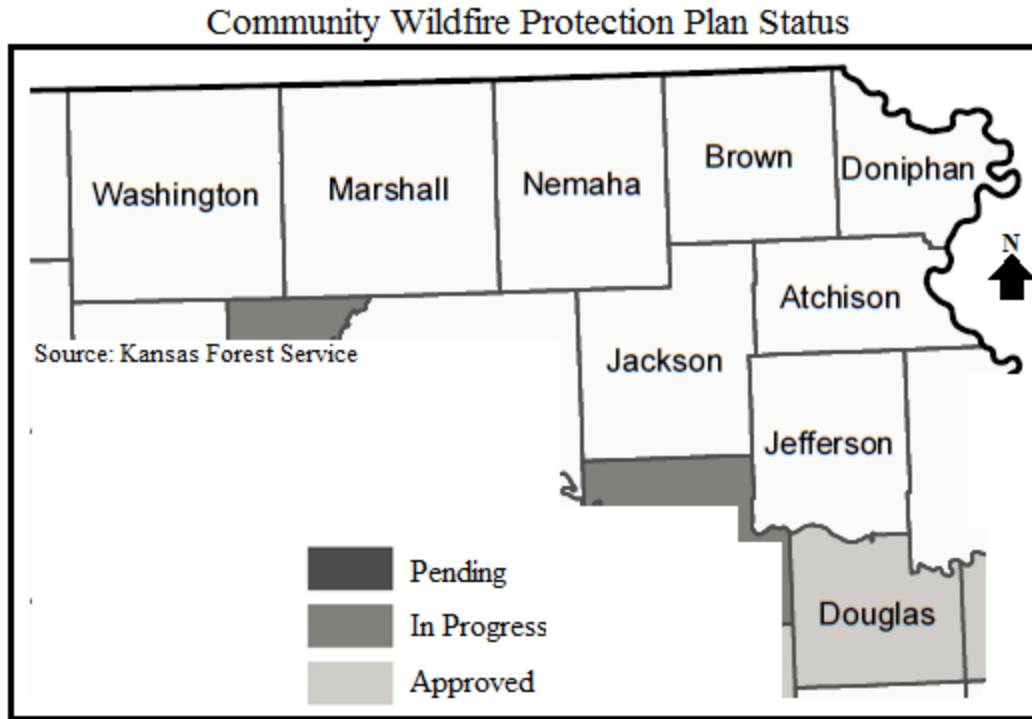 Community Wildfire Protection Plan Status
Washington
Marshall
Nemaha
Brown
Doniphan
N
Atchison
Source: Kansas Forest Service
Jackson
Jefferson
Pending
In Progress
Approved
Douglas